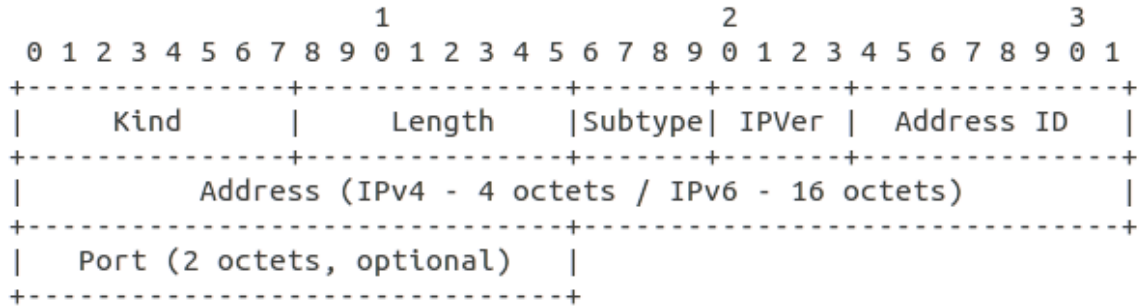 1                   2                   3
 0 1 2 3 4 5 6 7 8 9 0 1 2 3 4 5 6 7 8 9 0 1 2 3 4 5 6 7 8 9 0 1
+---------------+---------------+-------+-------+---------------+
|     Kind      |     Length    |Subtype| IPVer |  Address ID   |
+---------------+---------------+-------+-------+---------------+
|          Address (IPv4 - 4 octets / IPv6 - 16 octets)         |
+-------------------------------+-------------------------------+
|   Port (2 octets, optional)   |
+-------------------------------+